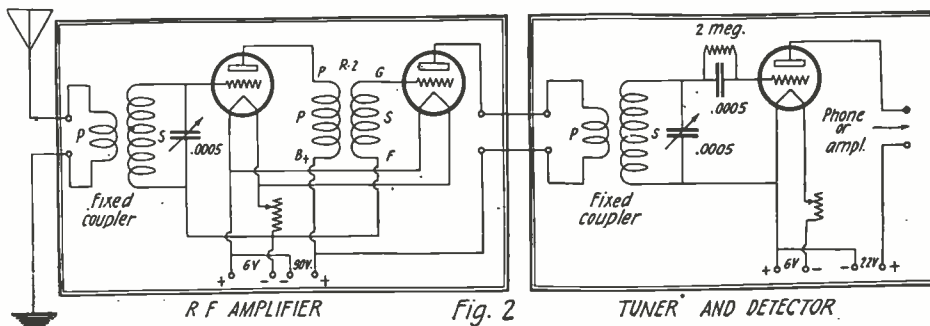 P
S
.0005
Fixed
coupler
P
R-2
G
P
S
B+
F
+
6V
-
-
90V.
+
R F AMPLIFIER
Fig. 2
P
S
.0005
Fixed
coupler
2 meg.
.0005
Phone
or
ampl.
+
6V
-
-
22V
+
TUNER AND DETECTOR